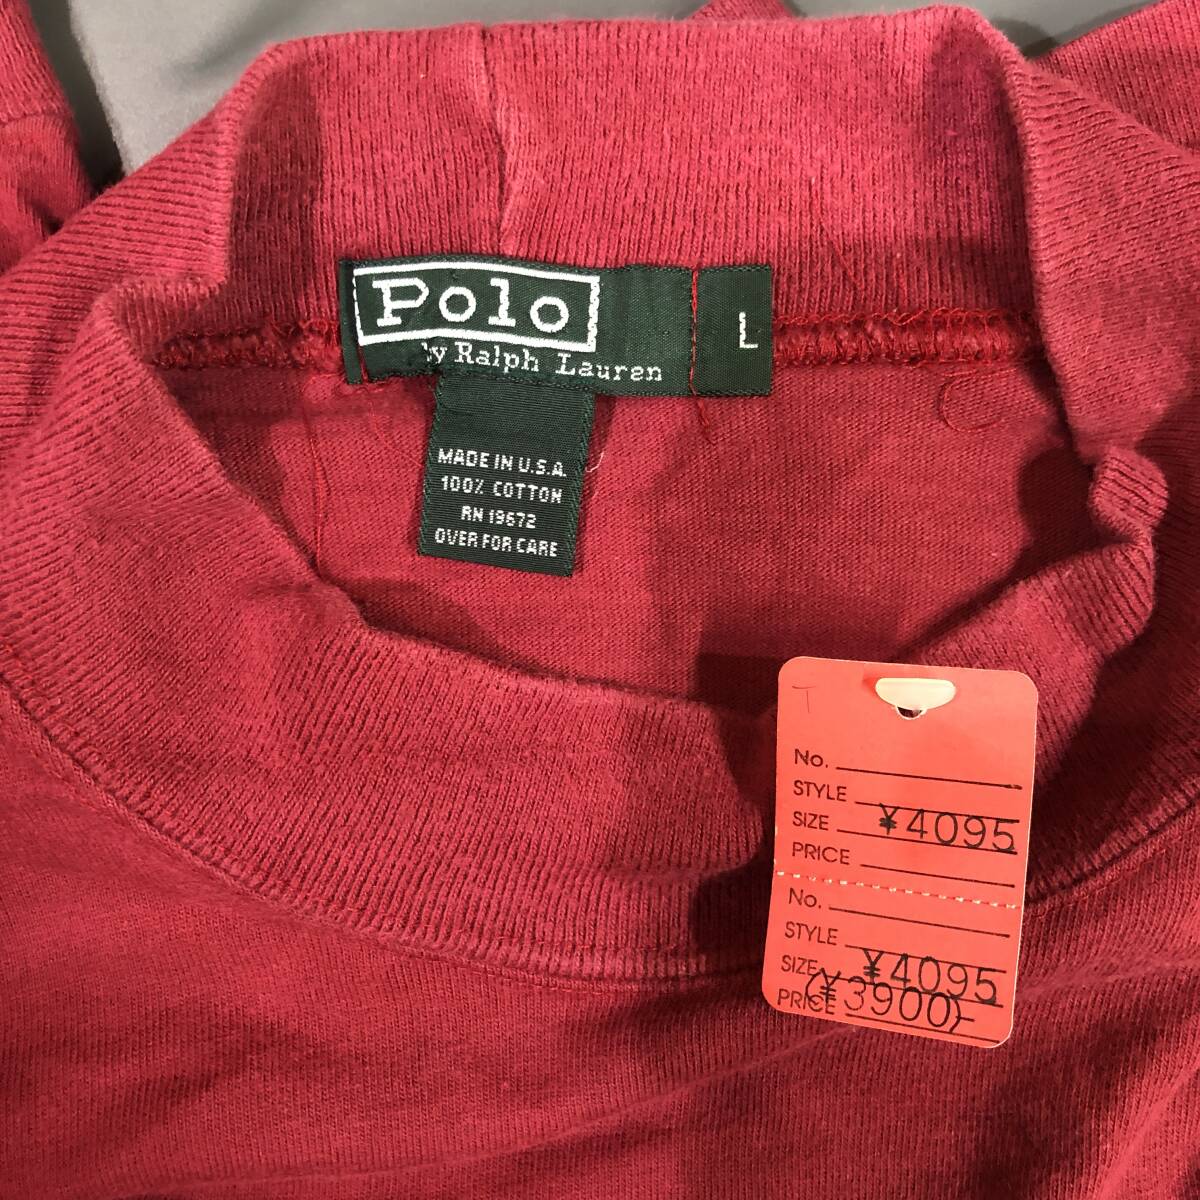 Polo
by Ralph Lauren
L
MADE IN U.S.A.
100% COTTON
RN 19672
OVER FOR CARE
T
No.
STYLE
SIZE ¥4095
PRICE
No.
STYLE
SIZE ¥4095
PRICE (¥3900)